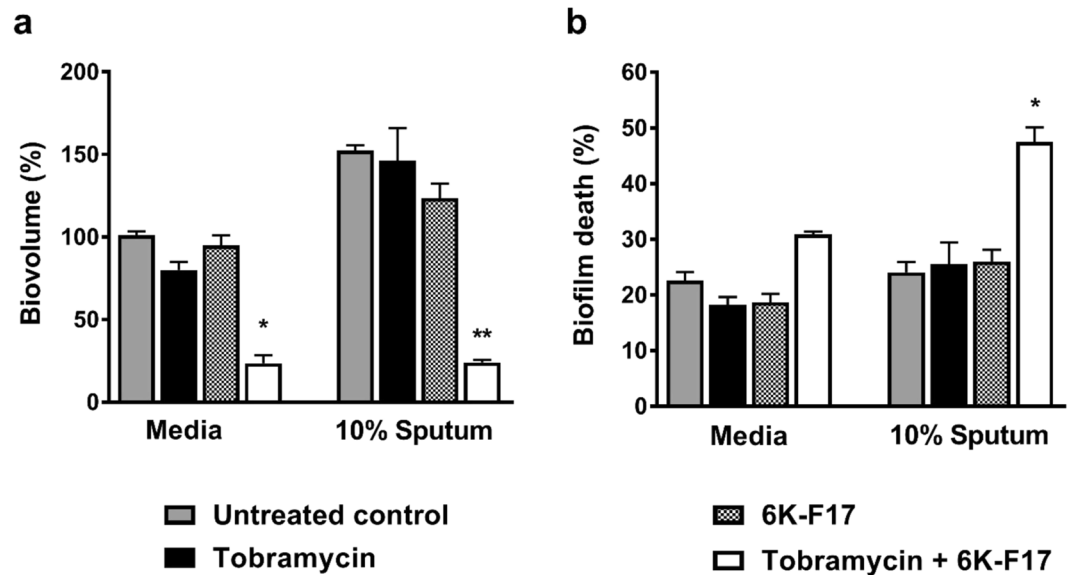 a
200
150
100
50
0
Biovolume (%)
*
**
Media
10% Sputum
b
60
50
40
30
20
10
0
Biofilm death (%)
*
Media
10% Sputum
Untreated control
Tobramycin
6K-F17
Tobramycin + 6K-F17